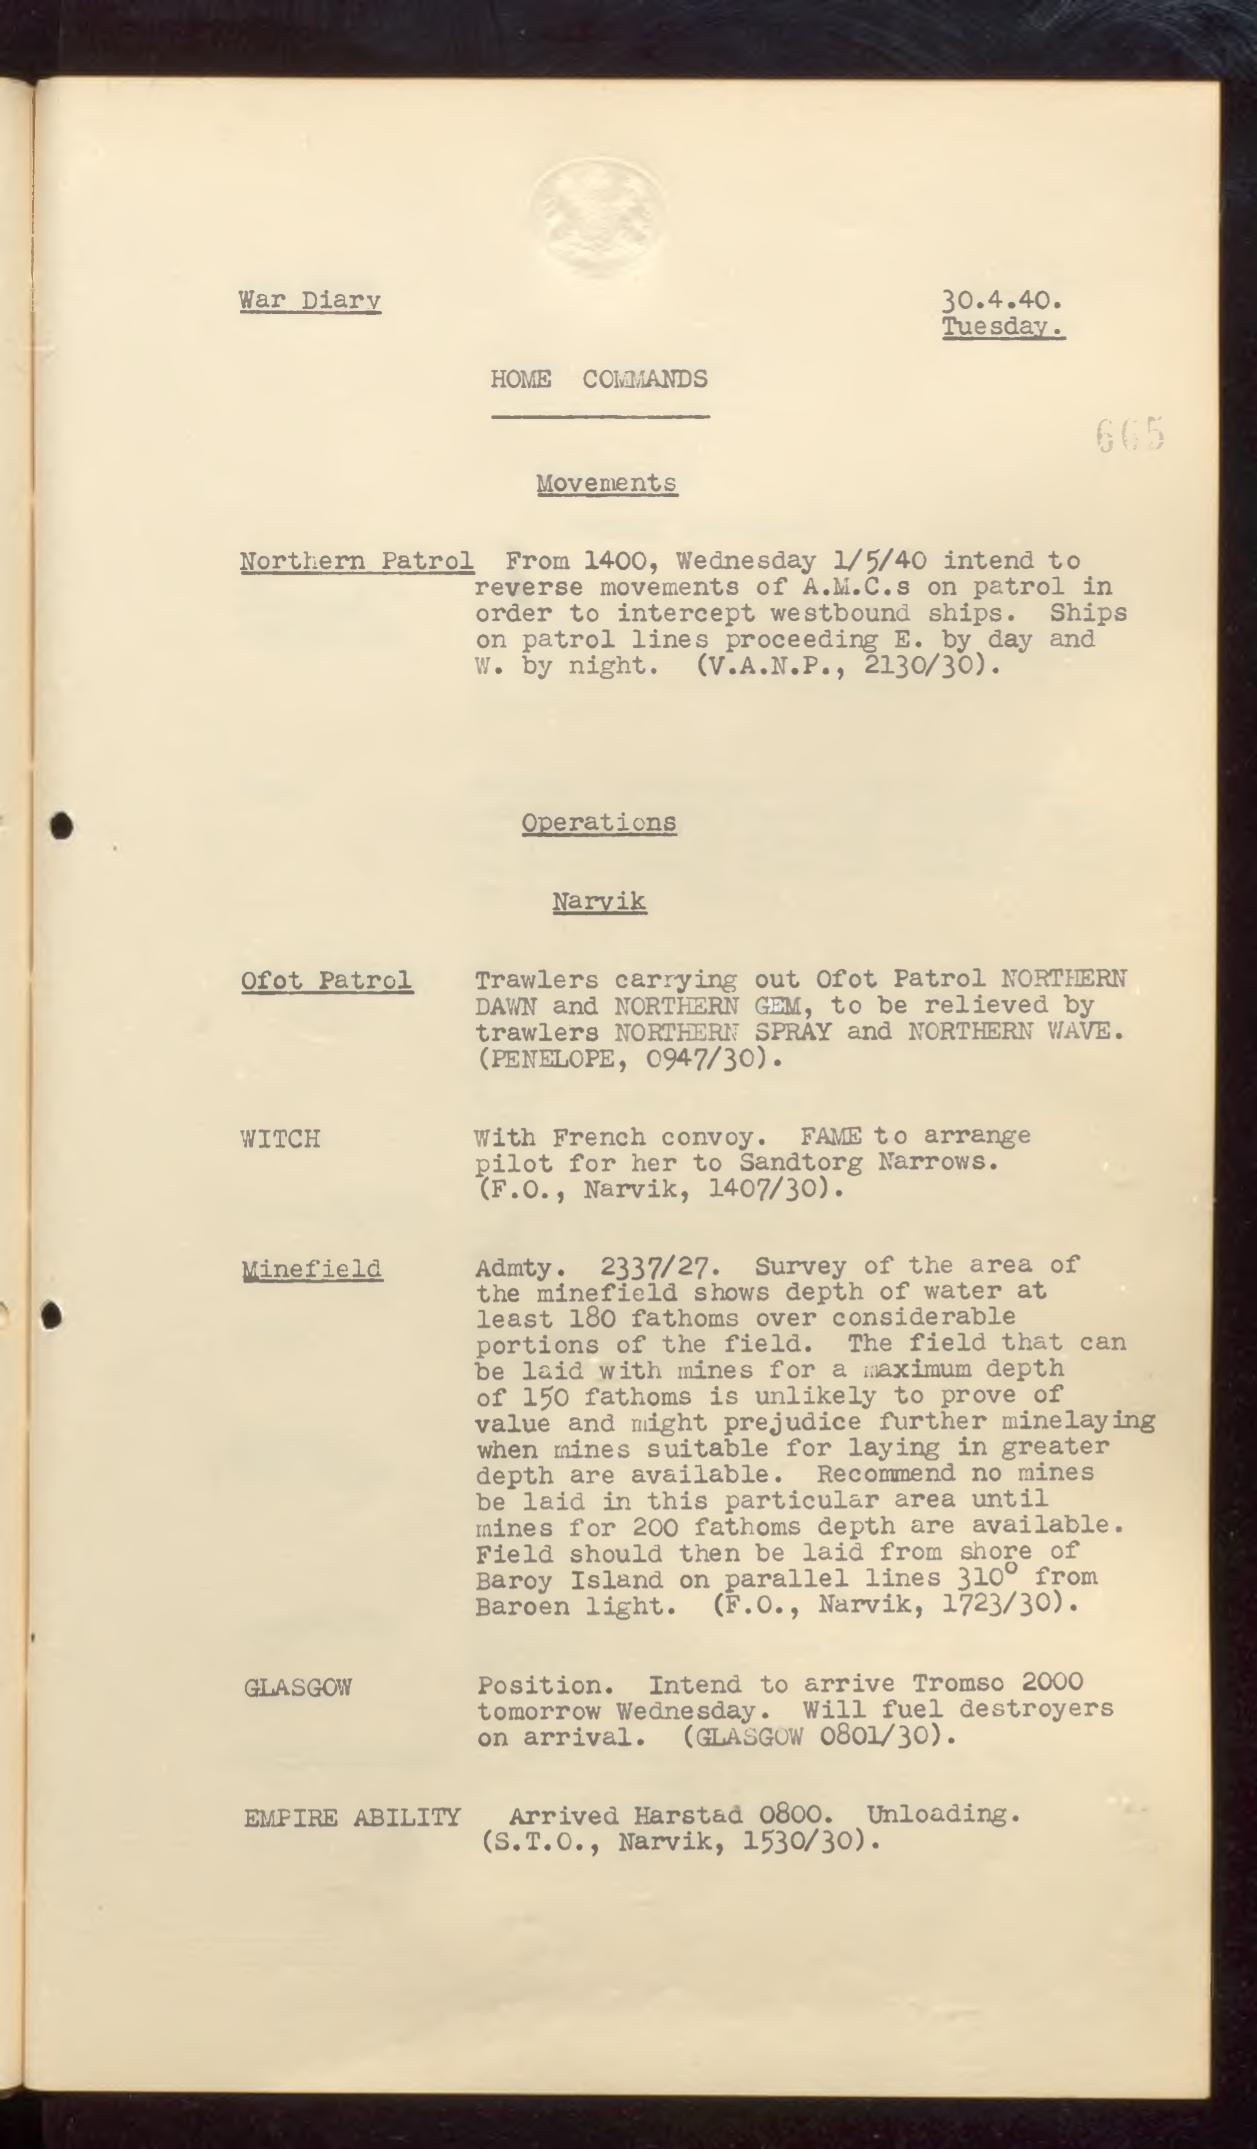 War Diary
30.4.40.
Tuesday.
HOME COMMANDS
665
Movements
Northern Patrol From 1400, Wednesday 1/5/40 intend to
reverse movements of A.M.C.s on patrol in
order to intercept westbound ships. Ships
on patrol lines proceeding E. by day and
W. by night. (V.A.N.P., 2130/30).
Operations
Narvik
Ofot Patrol Trawlers carrying out Ofot Patrol NORTHERN
DAWN and NORTHERN GEM, to be relieved by
trawlers NORTHERN SPRAY and NORTHERN WAVE.
(PENELOPE, 0947/30).
WITCH With French convoy. FAME to arrange
pilot for her to Sandtorg Narrows.
(F.O., Narvik, 1407/30).
Minefield Admty. 2337/27. Survey of the area of
the minefield shows depth of water at
least 180 fathoms over considerable
portions of the field. The field that can
be laid with mines for a maximum depth
of 150 fathoms is unlikely to prove of
value and might prejudice further minelaying
when mines suitable for laying in greater
depth are available. Recommend no mines
be laid in this particular area until
mines for 200 fathoms depth are available.
Field should then be laid from shore of
Baroy Island on parallel lines 310° from
Baroen light. (F.O., Narvik, 1723/30).
GLASGOW Position. Intend to arrive Tromso 2000
tomorrow Wednesday. Will fuel destroyers
on arrival. (GLASGOW 0801/30).
EMPIRE ABILITY Arrived Harstad 0800. Unloading.
(S.T.O., Narvik, 1530/30).